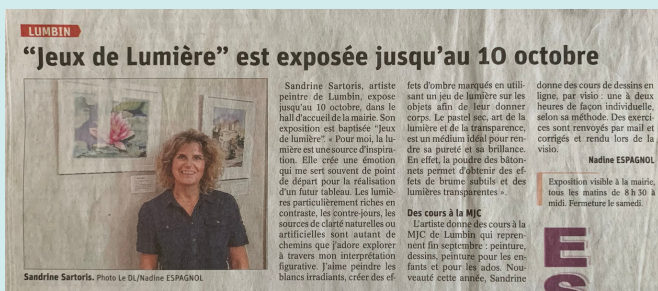 LUMBIN
“Jeux de Lumière” est exposée jusqu’au 10 octobre
Sandrine Sartoris. Photo Le DL/Nadine ESPAGNOL
Sandrine Sartoris, artiste
peintre de Lumbin, expose
jusqu’au 10 octobre, dans le
hall d’accueil de la mairie. Son
exposition est baptisée “Jeux
de lumière”. « Pour moi, la lu-
mière est une source d’inspira-
tion. Elle crée une émotion
qui me sert souvent de point
de départ pour la réalisation
d’un futur tableau. Les lumiè-
res particulièrement riches en
contraste, les contre-jours, les
sources de clarté naturelles ou
artificielles sont autant de
chemins que j’adore explorer
à travers mon interprétation
figurative. J’aime peindre les
blancs irradiants, créer des ef-
fets d’ombre marqués en utili-
sant un jeu de lumière sur les
objets afin de leur donner
corps. Le pastel sec, art de la
lumière et de la transparence,
est un médium idéal pour ren-
dre sa pureté et sa brillance.
En effet, la poudre des bâton-
nets permet d’obtenir des ef-
fets de brume subtils et des
lumières transparentes ».
Des cours à la MJC
L’artiste donne des cours à la
MJC de Lumbin qui repren-
nent fin septembre : peinture,
dessins, peinture pour les en-
fants et pour les ados. Nou-
veauté cette année, Sandrine
donne des cours de dessins en
ligne, par visio : une à deux
heures de façon individuelle,
selon sa méthode. Des exerci-
ces sont renvoyés par mail et
corrigés et rendu lors de la
visio.
Nadine ESPAGNOL
Exposition visible à la mairie,
tous les matins de 8 h 30 à
midi. Fermeture le samedi.
E
S